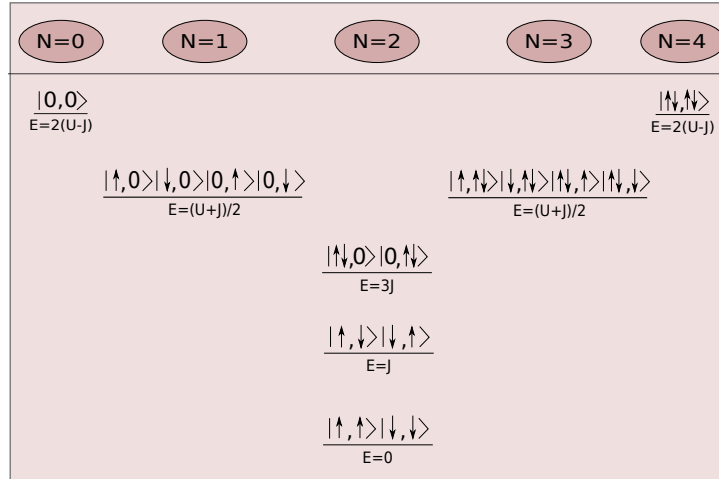 N=0 N=1 N=2 N=3 N=4
|0,0⟩ |↑↓,↑↓⟩
E=2(U-J) E=2(U-J)
|↑,0⟩|↓,0⟩|0,↑⟩|0,↓⟩ |↑,↑↓⟩|↓,↑↓⟩|↑↓,↑⟩|↑↓,↓⟩
E=(U+J)/2 E=(U+J)/2
|↑↓,0⟩|0,↑↓⟩
E=3J
|↑,↓⟩|↓,↑⟩
E=J
|↑,↑⟩|↓,↓⟩
E=0